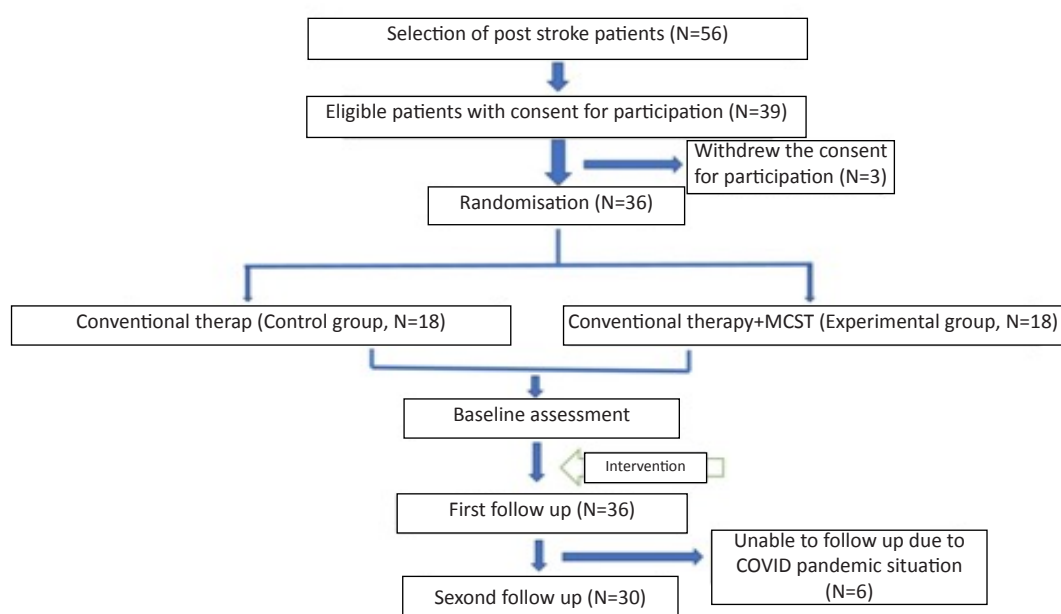 Selection of post stroke patients (N=56)
Eligible patients with consent for participation (N=39)
Withdrew the consent
for participation (N=3)
Randomisation (N=36)
Conventional therap (Control group, N=18)
Conventional therapy+MCST (Experimental group, N=18)
Baseline assessment
Intervention
First follow up (N=36)
Unable to follow up due to
COVID pandemic situation
(N=6)
Sexond follow up (N=30)